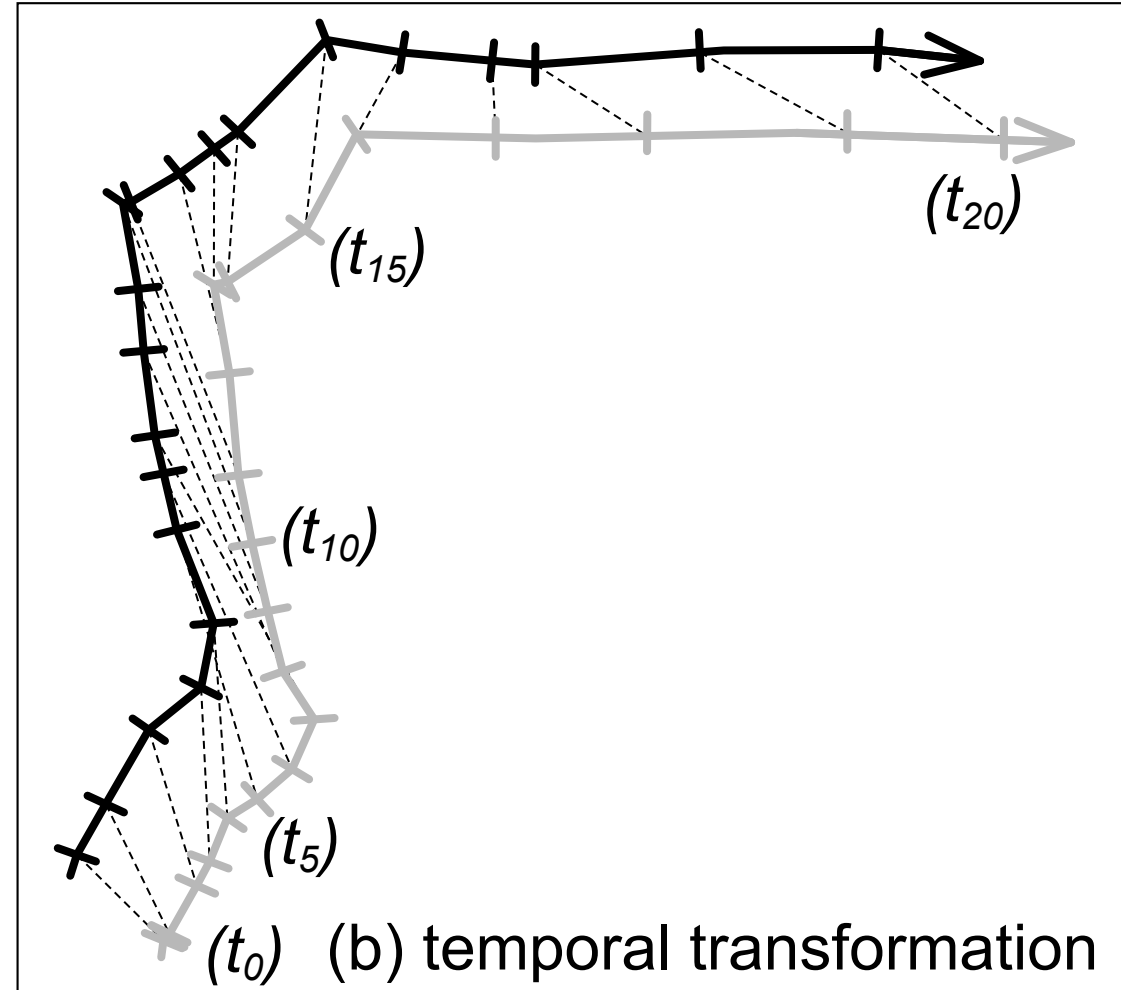 (t20)
(t15)
(t10)
(t5)
(t0) (b) temporal transformation